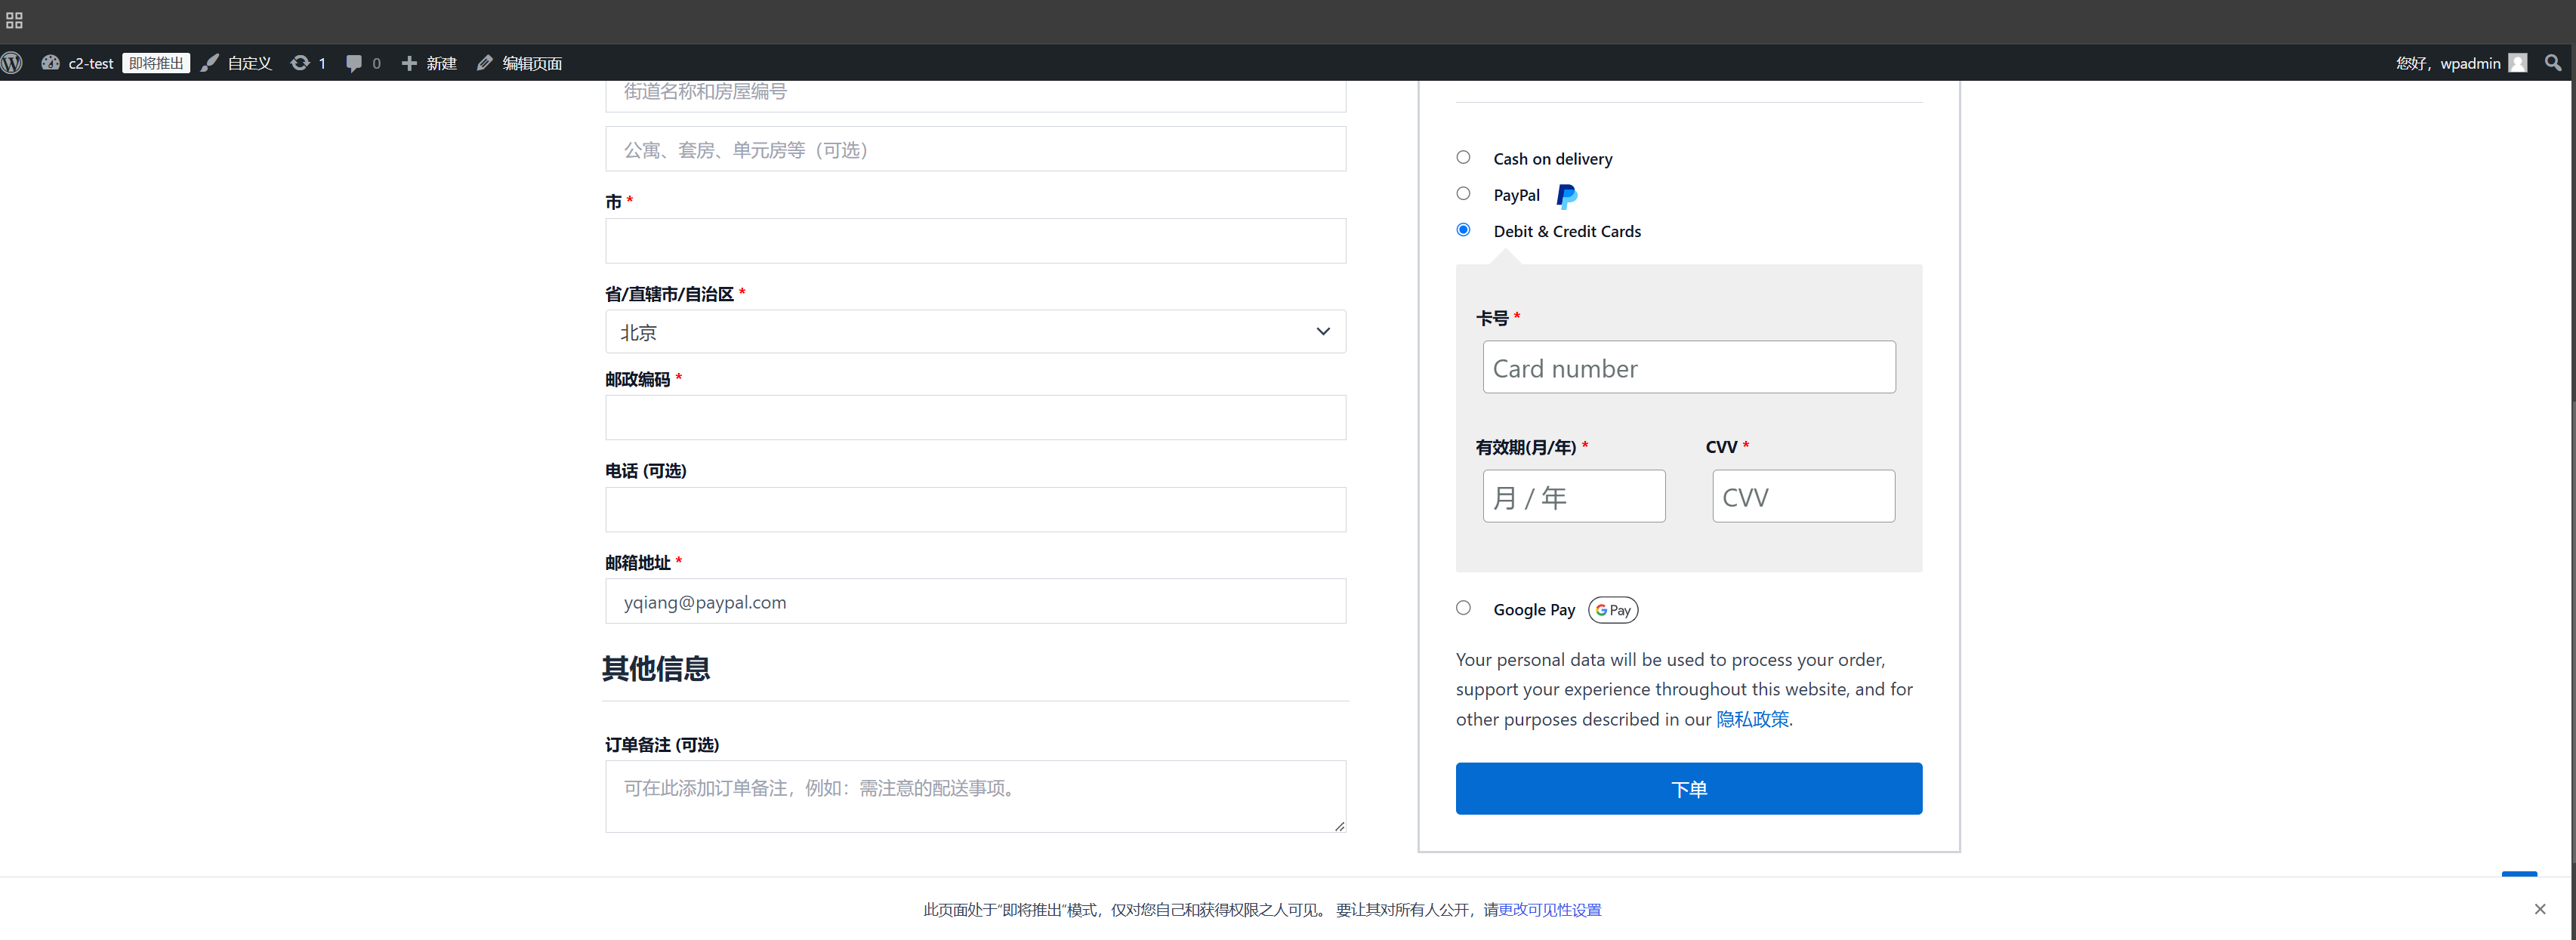 c2-test 即将推出 自定义 1 0 新建 编辑页面 您好，wpadmin
街道名称和房屋编号
公寓、套房、单元房等（可选）
市 *
省/直辖市/自治区 *
北京
邮政编码 *
电话 (可选)
邮箱地址 *
yqiang@paypal.com
其他信息
订单备注 (可选)
可在此添加订单备注，例如：需注意的配送事项。
Cash on delivery
PayPal
Debit & Credit Cards
卡号 *
Card number
有效期(月/年) * CVV *
月 / 年 CVV
Google Pay G Pay
Your personal data will be used to process your order,
support your experience throughout this website, and for
other purposes described in our 隐私政策.
下单
此页面处于“即将推出”模式，仅对您自己和获得权限之人可见。 要让其对所有人公开，请更改可见性设置